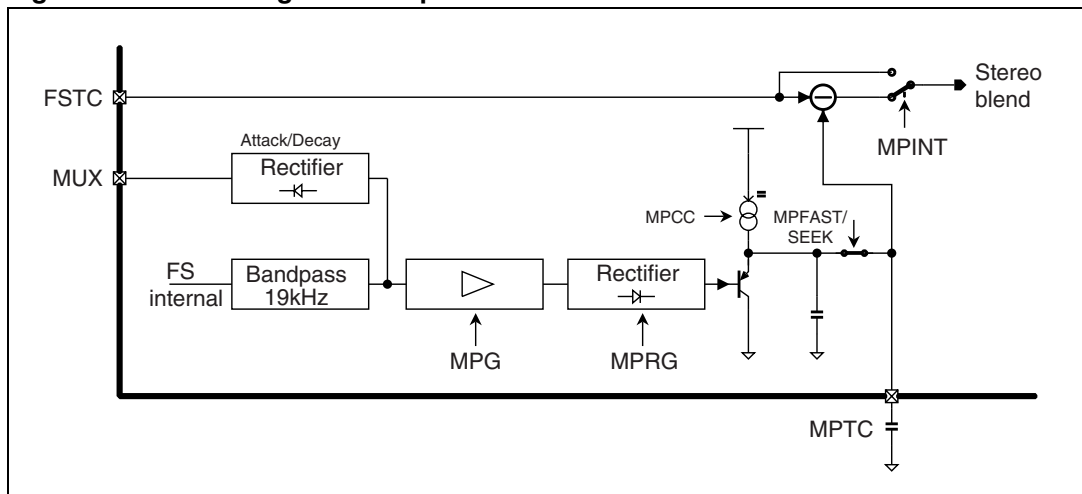 FSTC
Stereo
blend
MPINT
Attack/Decay
Rectifier
MUX
MPCC
MPFAST/
SEEK
FS
internal
Bandpass
19kHz
Rectifier
MPG
MPRG
MPTC